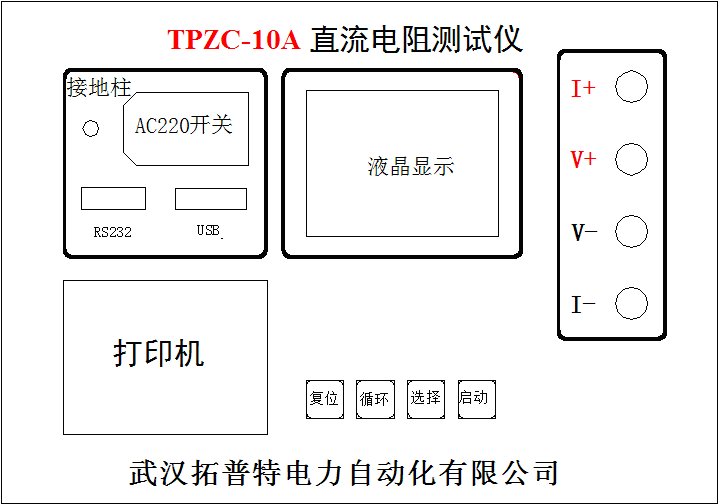 TPZC-10A 直流电阻测试仪
接地柱
AC220开关
RS232
USB
液晶显示
I+
V+
V-
I-
打印机
复位
循环
选择
启动
武汉拓普特电力自动化有限公司